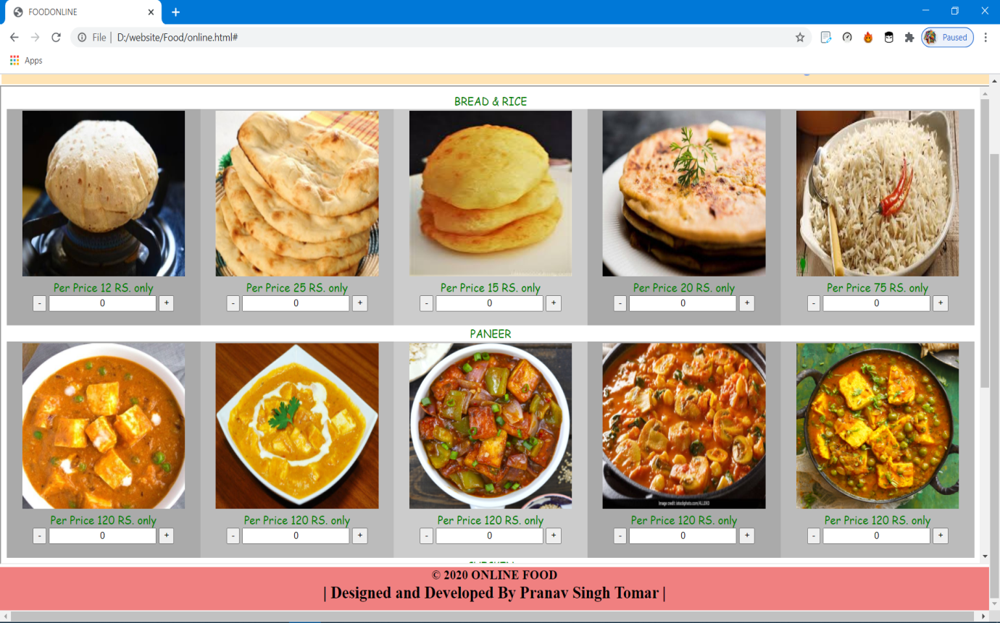 FOODONLINE
File | D:/website/Food/online.html#
Paused
Apps
BREAD & RICE
Per Price 12 RS. only
Per Price 25 RS. only
Per Price 15 RS. only
Per Price 20 RS. only
Per Price 75 RS. only
- 0 +
- 0 +
- 0 +
- 0 +
- 0 +
PANEER
Per Price 120 RS. only
Per Price 120 RS. only
Per Price 120 RS. only
Per Price 120 RS. only
Per Price 120 RS. only
- 0 +
- 0 +
- 0 +
- 0 +
- 0 +
© 2020 ONLINE FOOD
| Designed and Developed By Pranav Singh Tomar |